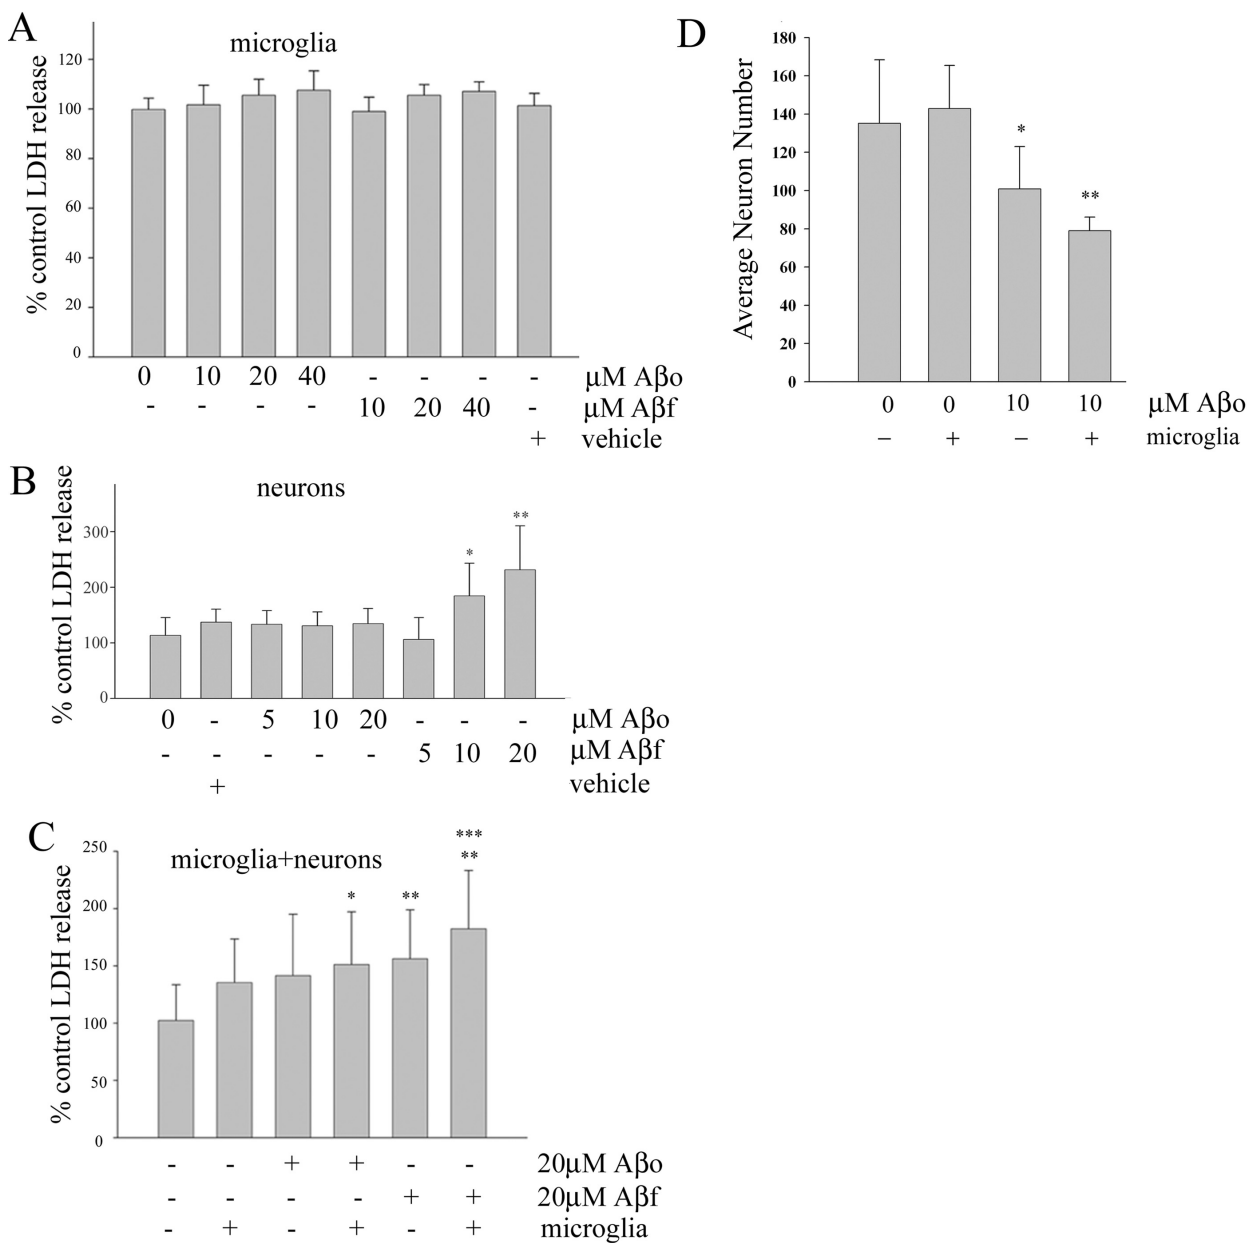 A
microglia
% control LDH release
120
100
80
60
40
20
0
0 10 20 40 - - - - μM Aβo
- - - - 10 20 40 - μM Aβf
+ vehicle
B
neurons
% control LDH release
300
200
100
0
* **
0 - 5 10 20 - - - μM Aβo
- - - - - 5 10 20 μM Aβf
+ vehicle
C
microglia+neurons
% control LDH release
250
200
150
100
50
0
***
**
* **
- - + + - - 20μM Aβo
- - - - + + 20μM Aβf
- + - + - + microglia
D
Average Neuron Number
180
160
140
120
100
80
60
40
20
0
*
**
0 0 10 10 μM Aβo
– + – + microglia